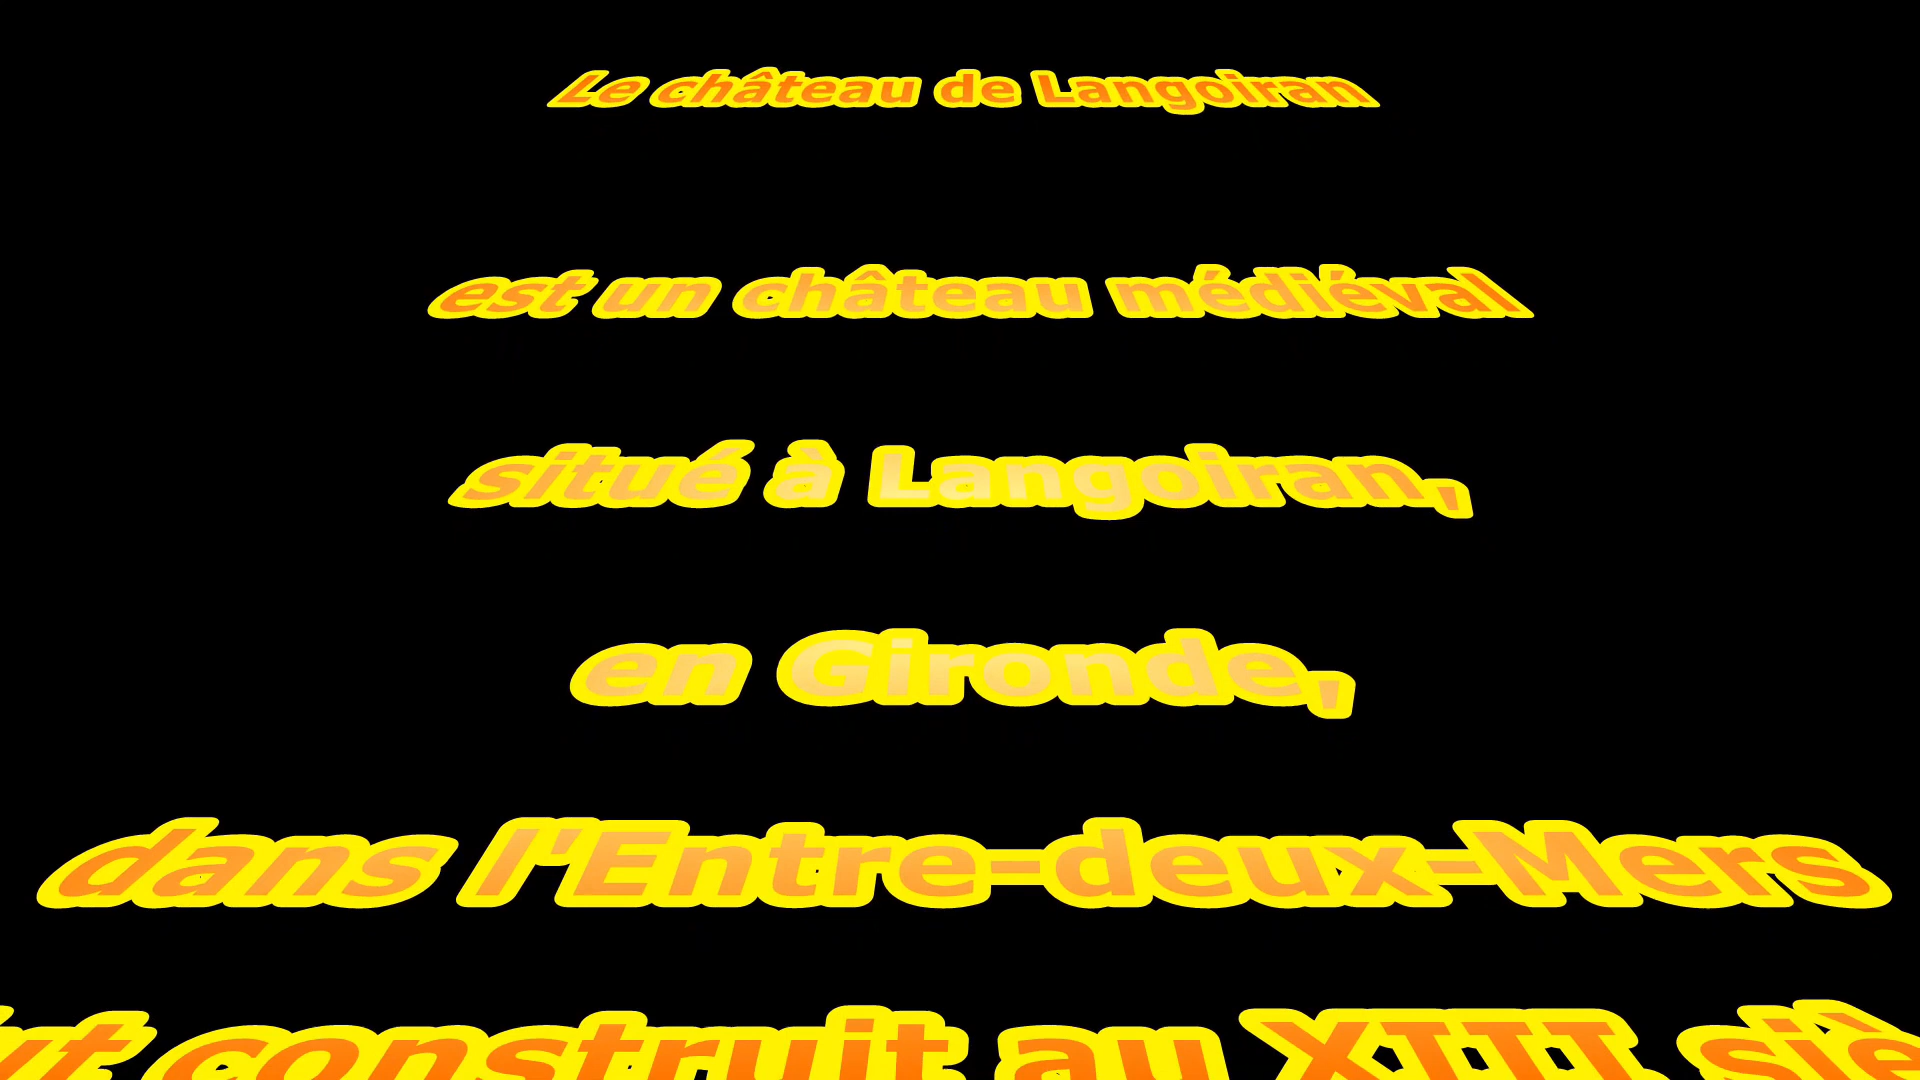 Le château de Langoiran
est un château médiéval
situé à Langoiran,
en Gironde,
dans l'Entre-deux-Mers
construit au XIII